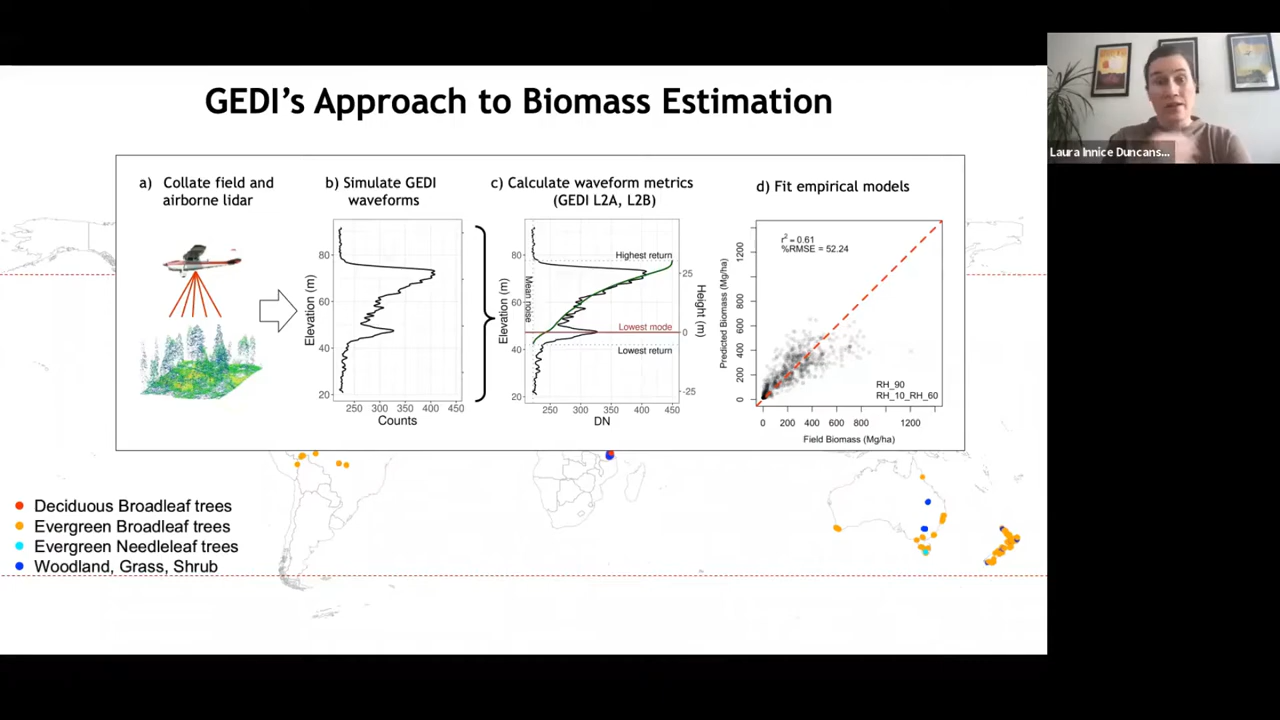 GEDI's Approach to Biomass Estimation
Laura Innice Duncans...
a) Collate field and
airborne lidar
b) Simulate GEDI
waveforms
80
60
40
20
Elevation (m)
250 300 350 400 450
Counts
c) Calculate waveform metrics
(GEDI L2A, L2B)
Highest return
80
60
40
20
Elevation (m)
Mean noise
Lowest mode
Lowest return
25
0
-25
Height (m)
250 300 350 400 450
DN
d) Fit empirical models
r2 = 0.61
%RMSE = 52.24
Predicted Biomass (Mg/ha)
0 200 400 600 800 1200
RH_90
RH_10_RH_60
0 200 400 600 800 1200
Field Biomass (Mg/ha)
Deciduous Broadleaf trees
Evergreen Broadleaf trees
Evergreen Needleleaf trees
Woodland, Grass, Shrub